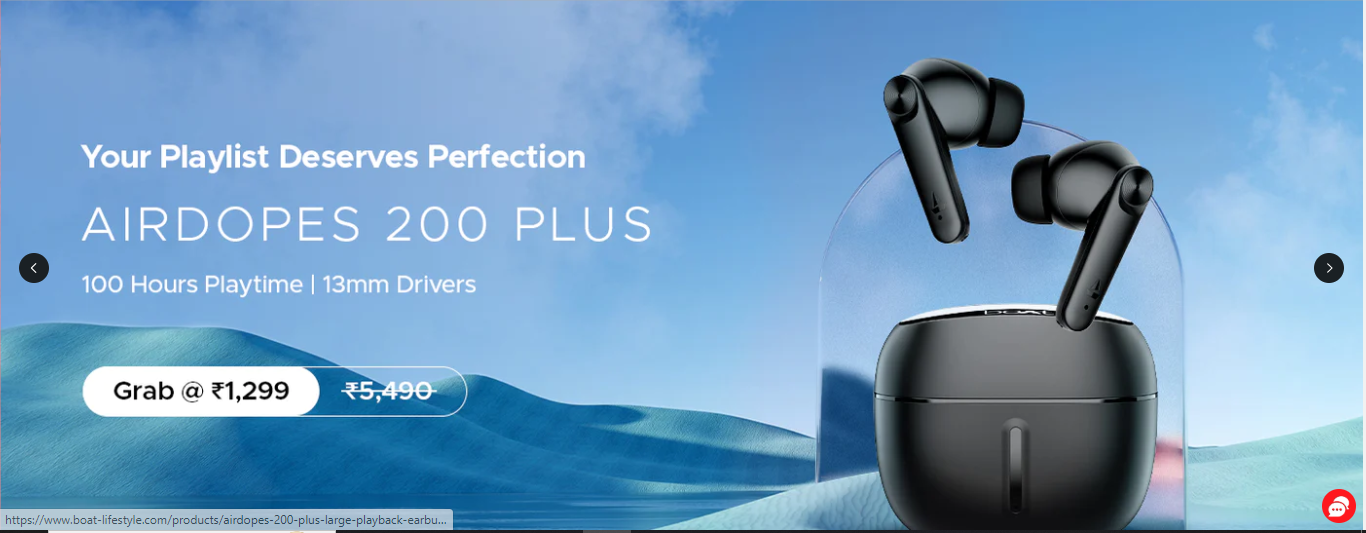 Your Playlist Deserves Perfection
AIRDOPES 200 PLUS
100 Hours Playtime | 13mm Drivers
Grab @ ₹1,299 ₹5,490
boAt
https://www.boat-lifestyle.com/products/airdopes-200-plus-large-playback-earbu...